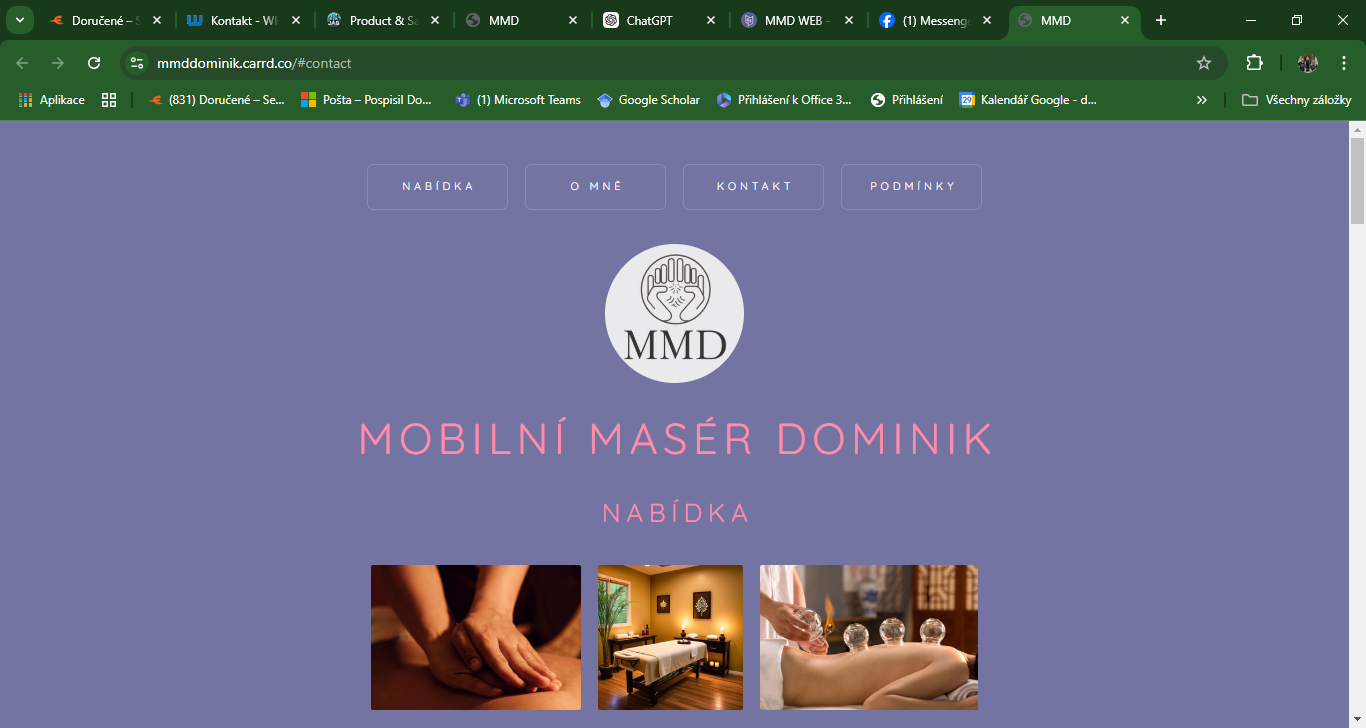 Doručené – S
Kontakt - Wh
Product & Sa
MMD
ChatGPT
MMD WEB -
(1) Messenge
MMD
mmddominik.carrd.co/#contact
Aplikace
(831) Doručené – Se...
Pošta – Pospisil Do...
(1) Microsoft Teams
Google Scholar
Přihlášení k Office 3...
Přihlášení
Kalendář Google - d...
Všechny záložky
NABÍDKA
O MNĚ
KONTAKT
PODMÍNKY
MMD
MOBILNÍ MASÉR DOMINIK
NABÍDKA